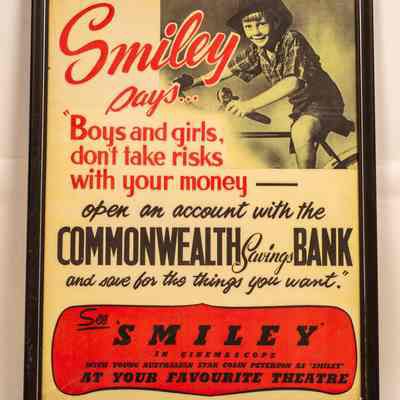 Smiley
says...
"Boys and girls,
don't take risks
with your money —
open an account with the
COMMONWEALTH Savings BANK
and save for the things you want."
See 'SMILEY'
IN CINEMASCOPE
WITH YOUNG AUSTRALIAN STAR COLIN PETERSEN AS 'SMILEY'
AT YOUR FAVOURITE THEATRE